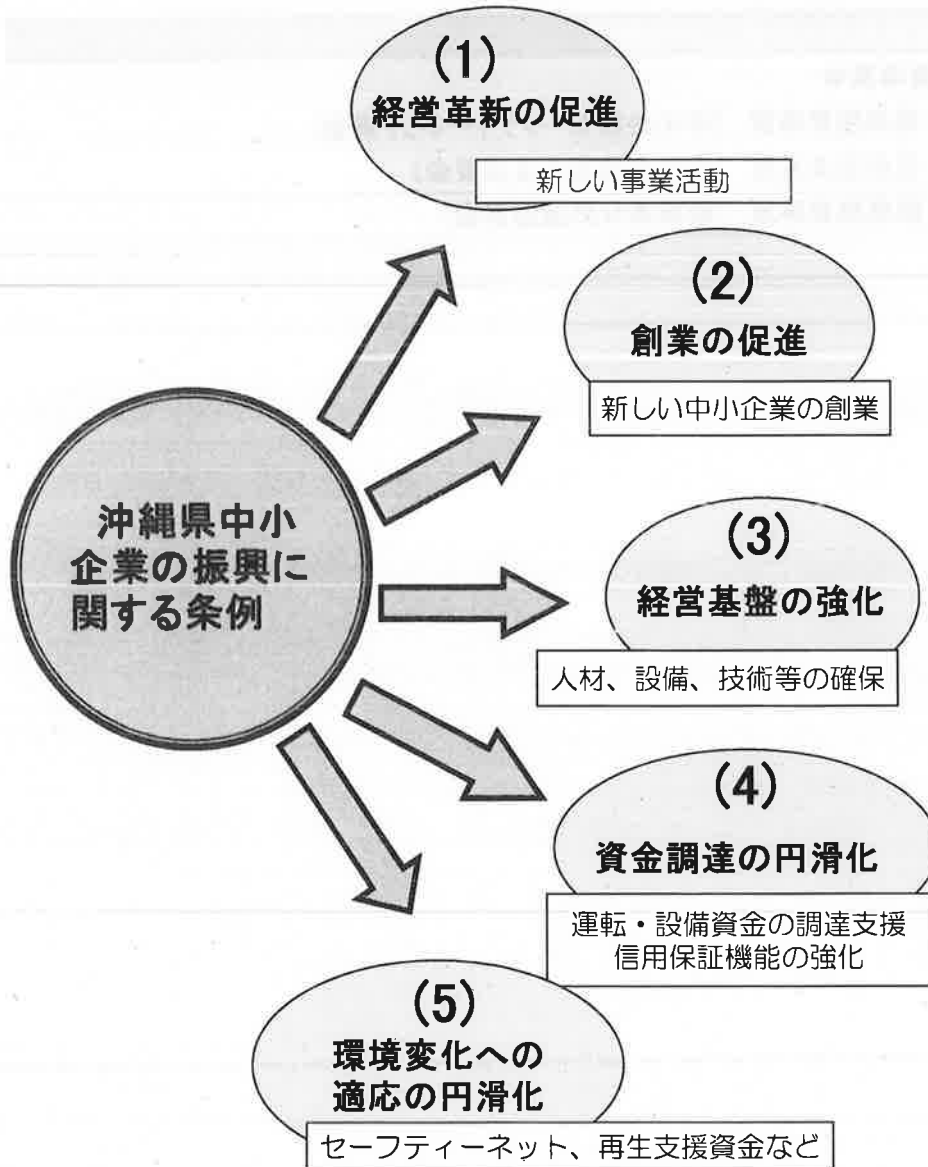 (1)
経営革新の促進
新しい事業活動
(2)
創業の促進
新しい中小企業の創業
沖縄県中小
企業の振興に
関する条例
(3)
経営基盤の強化
人材、設備、技術等の確保
(4)
資金調達の円滑化
運転・設備資金の調達支援
信用保証機能の強化
(5)
環境変化への
適応の円滑化
セーフティーネット、再生支援資金など